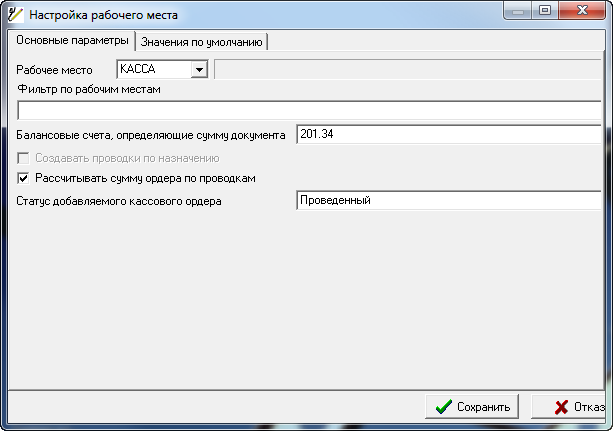 Настройка рабочего места
Основные параметры Значения по умолчанию
Рабочее место КАССА
Фильтр по рабочим местам
Балансовые счета, определяющие сумму документа 201.34
Создавать проводки по назначению
Рассчитывать сумму ордера по проводкам
Статус добавляемого кассового ордера Проведенный
Сохранить Отказ